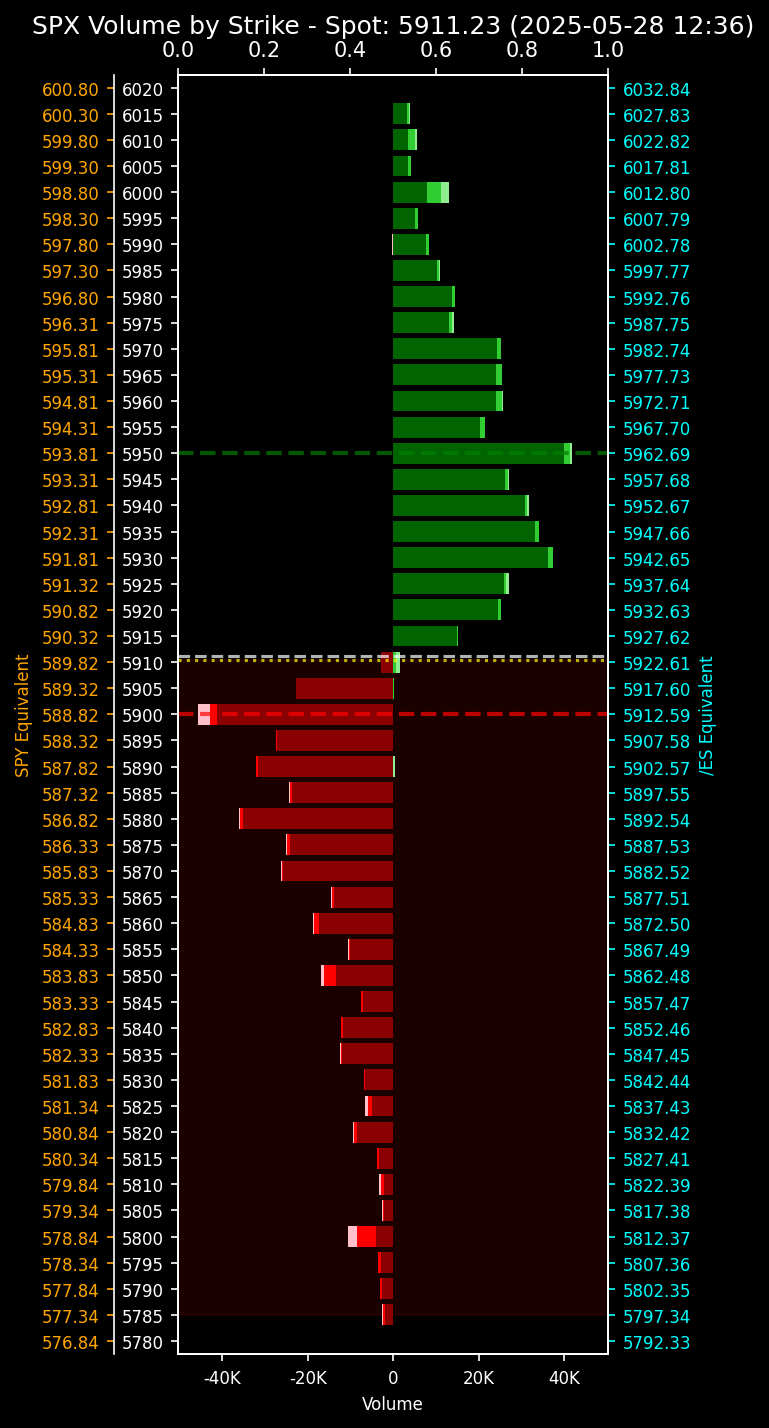 SPX Volume by Strike - Spot: 5911.23 (2025-05-28 12:36)
0.0 0.2 0.4 0.6 0.8 1.0
600.80 6020 6032.84
600.30 6015 6027.83
599.80 6010 6022.82
599.30 6005 6017.81
598.80 6000 6012.80
598.30 5995 6007.79
597.80 5990 6002.78
597.30 5985 5997.77
596.80 5980 5992.76
596.31 5975 5987.75
595.81 5970 5982.74
595.31 5965 5977.73
594.81 5960 5972.71
594.31 5955 5967.70
593.81 5950 5962.69
593.31 5945 5957.68
592.81 5940 5952.67
592.31 5935 5947.66
591.81 5930 5942.65
591.32 5925 5937.64
590.82 5920 5932.63
590.32 5915 5927.62
589.82 5910 5922.61
589.32 5905 5917.60
588.82 5900 5912.59
588.32 5895 5907.58
587.82 5890 5902.57
587.32 5885 5897.55
586.82 5880 5892.54
586.33 5875 5887.53
585.83 5870 5882.52
585.33 5865 5877.51
584.83 5860 5872.50
584.33 5855 5867.49
583.83 5850 5862.48
583.33 5845 5857.47
582.83 5840 5852.46
582.33 5835 5847.45
581.83 5830 5842.44
581.34 5825 5837.43
580.84 5820 5832.42
580.34 5815 5827.41
579.84 5810 5822.39
579.34 5805 5817.38
578.84 5800 5812.37
578.34 5795 5807.36
577.84 5790 5802.35
577.34 5785 5797.34
576.84 5780 5792.33
SPY Equivalent
/ES Equivalent
-40K -20K 0 20K 40K
Volume